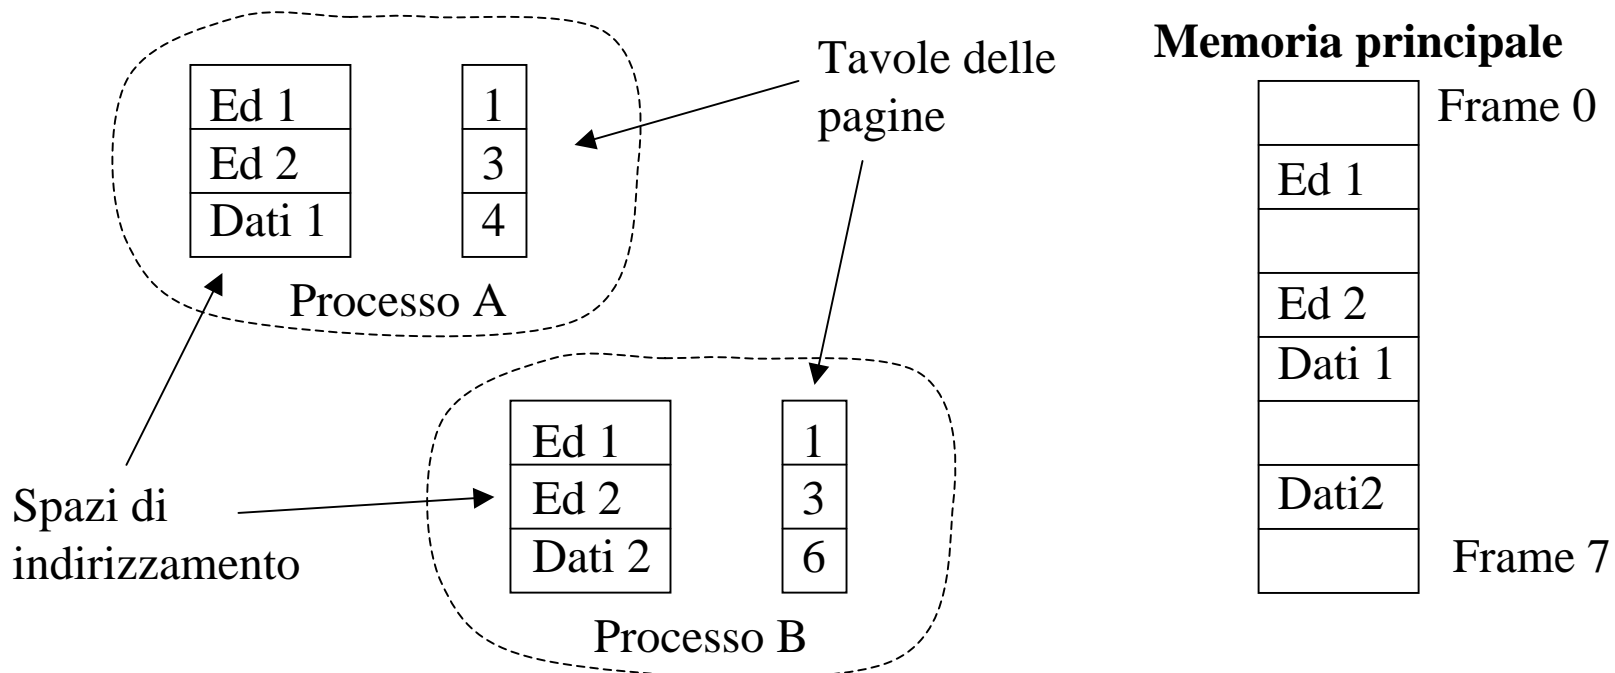 Ed 1
Ed 2
Dati 1
1
3
4
Processo A
Tavole delle
pagine
Spazi di
indirizzamento
Ed 1
Ed 2
Dati 2
1
3
6
Processo B
Memoria principale
Frame 0
Ed 1
Ed 2
Dati 1
Dati2
Frame 7